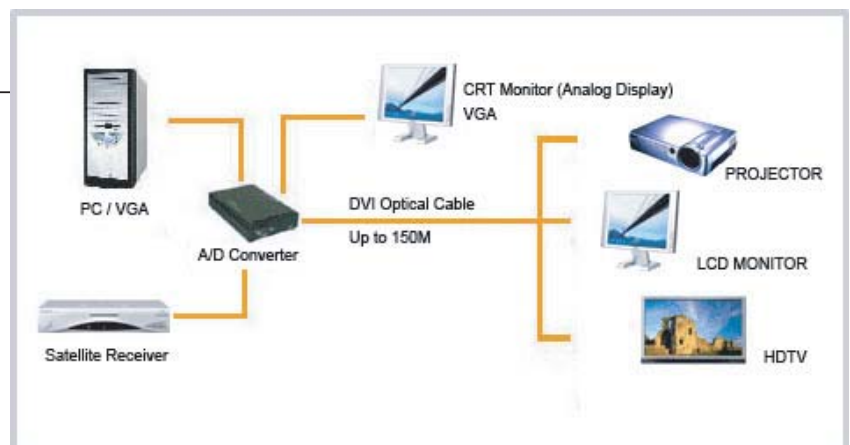 CRT Monitor (Analog Display)
VGA
PC / VGA
A/D Converter
DVI Optical Cable
Up to 150M
PROJECTOR
LCD MONITOR
Satellite Receiver
HDTV